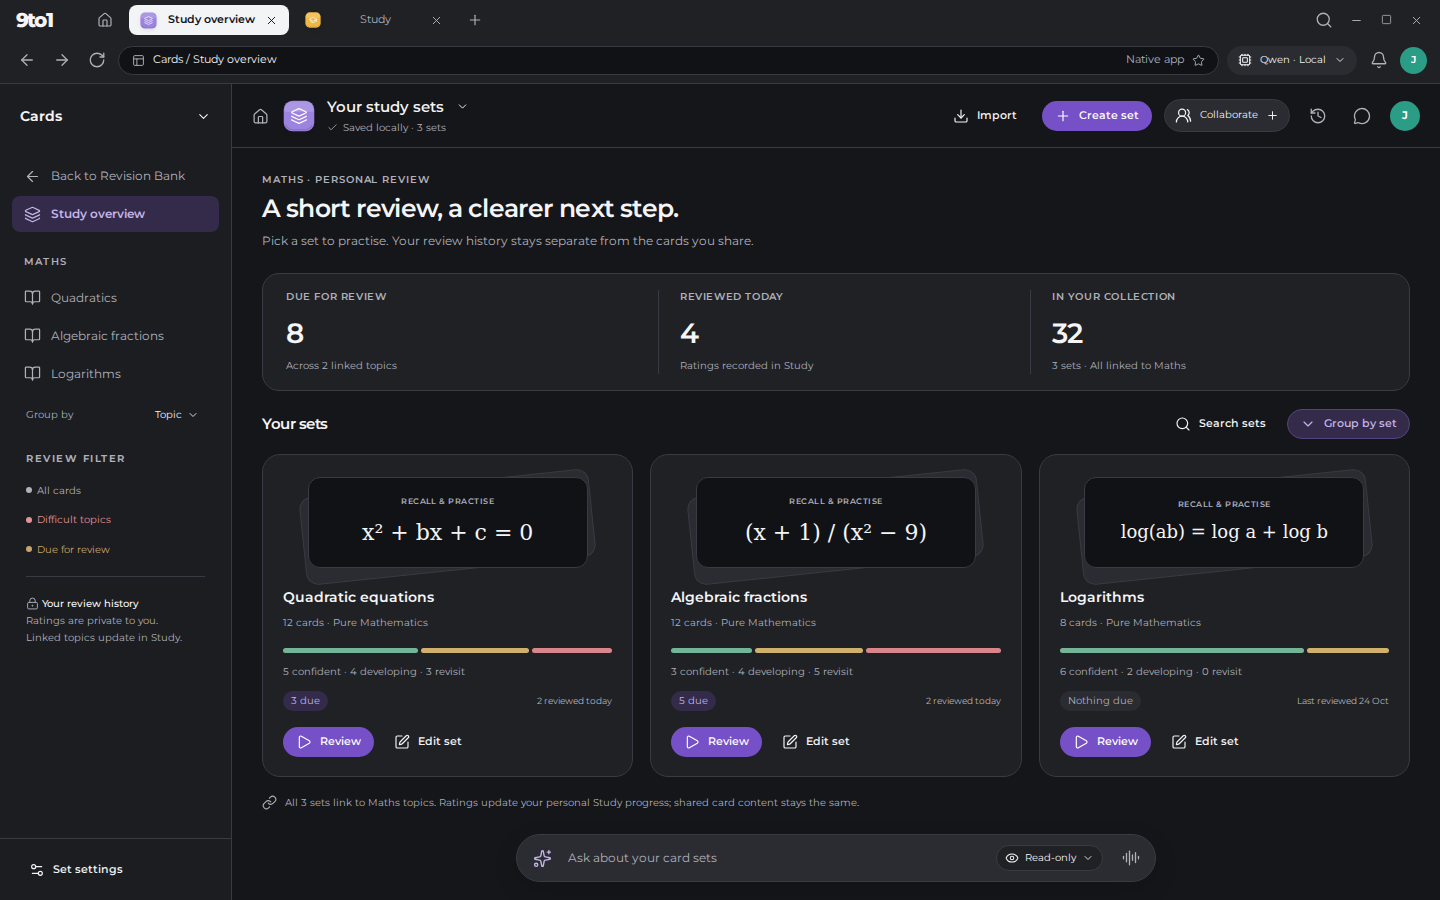 9to1
Study overview
Study
Cards / Study overview
Native app
Qwen · Local
J
Cards
Back to Revision Bank
Study overview
MATHS
Quadratics
Algebraic fractions
Logarithms
Group by
Topic
REVIEW FILTER
All cards
Difficult topics
Due for review
Your review history
Ratings are private to you.
Linked topics update in Study.
Set settings
Your study sets
Saved locally · 3 sets
Import
Create set
Collaborate
J
MATHS · PERSONAL REVIEW
A short review, a clearer next step.
Pick a set to practise. Your review history stays separate from the cards you share.
DUE FOR REVIEW
8
Across 2 linked topics
REVIEWED TODAY
4
Ratings recorded in Study
IN YOUR COLLECTION
32
3 sets · All linked to Maths
Your sets
Search sets
Group by set
RECALL & PRACTISE
x² + bx + c = 0
Quadratic equations
12 cards · Pure Mathematics
5 confident · 4 developing · 3 revisit
3 due
2 reviewed today
Review
Edit set
RECALL & PRACTISE
(x + 1) / (x² − 9)
Algebraic fractions
12 cards · Pure Mathematics
3 confident · 4 developing · 5 revisit
5 due
2 reviewed today
Review
Edit set
RECALL & PRACTISE
log(ab) = log a + log b
Logarithms
8 cards · Pure Mathematics
6 confident · 2 developing · 0 revisit
Nothing due
Last reviewed 24 Oct
Review
Edit set
All 3 sets link to Maths topics. Ratings update your personal Study progress; shared card content stays the same.
Ask about your card sets
Read-only